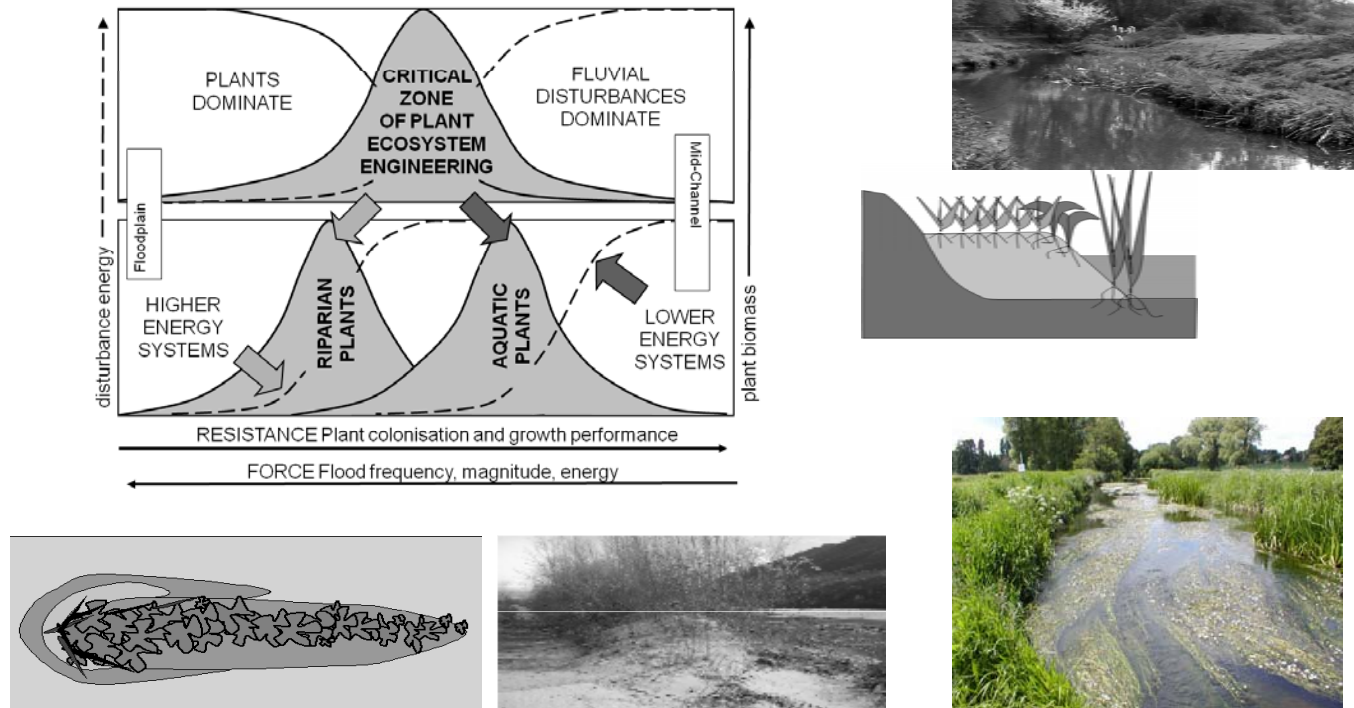 PLANTS
DOMINATE
CRITICAL
ZONE
OF PLANT
ECOSYSTEM
ENGINEERING
FLUVIAL
DISTURBANCES
DOMINATE
Floodplain
Mid-Channel
disturbance energy
plant biomass
HIGHER
ENERGY
SYSTEMS
RIPARIAN
PLANTS
AQUATIC
PLANTS
LOWER
ENERGY
SYSTEMS
RESISTANCE Plant colonisation and growth performance
FORCE Flood frequency, magnitude, energy